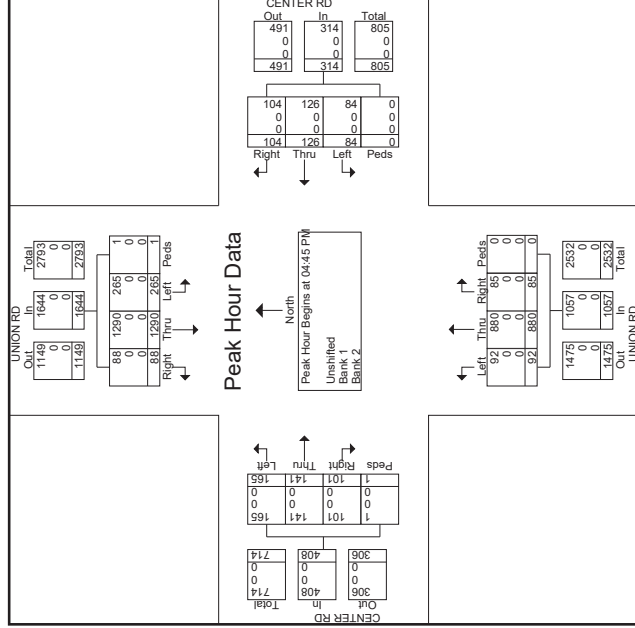 CENTER RD
Out In Total
491 314 805
0 0 0
0 0 0
491 314 805
104 126 84 0
0 0 0 0
0 0 0 0
104 126 84 0
Right Thru Left Peds
UNION RD
Out In Total
1149 1644 2793
0 0 0
0 0 0
1149 1644 2793
88 1290 265 1
0 0 0 0
0 0 0 0
88 1290 265 1
Right Thru Left Peds
Peak Hour Data
North
Peak Hour Begins at 04:45 PM
Unshifted
Bank 1
Bank 2
Left Thru Right Peds
92 880 85 0
0 0 0 0
0 0 0 0
92 880 85 0
1475 1057 2532
0 0 0
0 0 0
1475 1057 2532
Out In Total
UNION RD
CENTER RD
Out In Total
306 408 714
0 0 0
0 0 0
306 408 714
1 101 141 165
0 0 0 0
0 0 0 0
1 101 141 165
Peds Right Thru Left